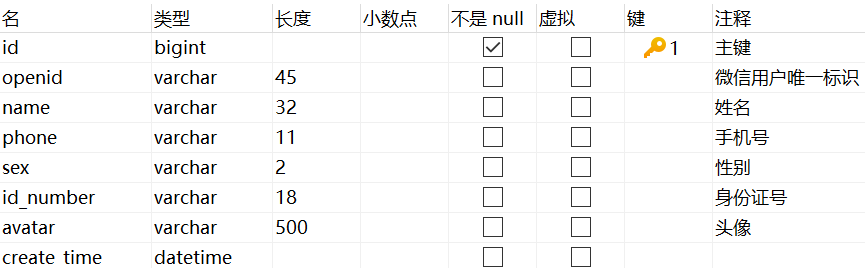 名 类型 长度 小数点 不是 null 虚拟 键 注释
id bigint 1 主键
openid varchar 45 微信用户唯一标识
name varchar 32 姓名
phone varchar 11 手机号
sex varchar 2 性别
id_number varchar 18 身份证号
avatar varchar 500 头像
create_time datetime